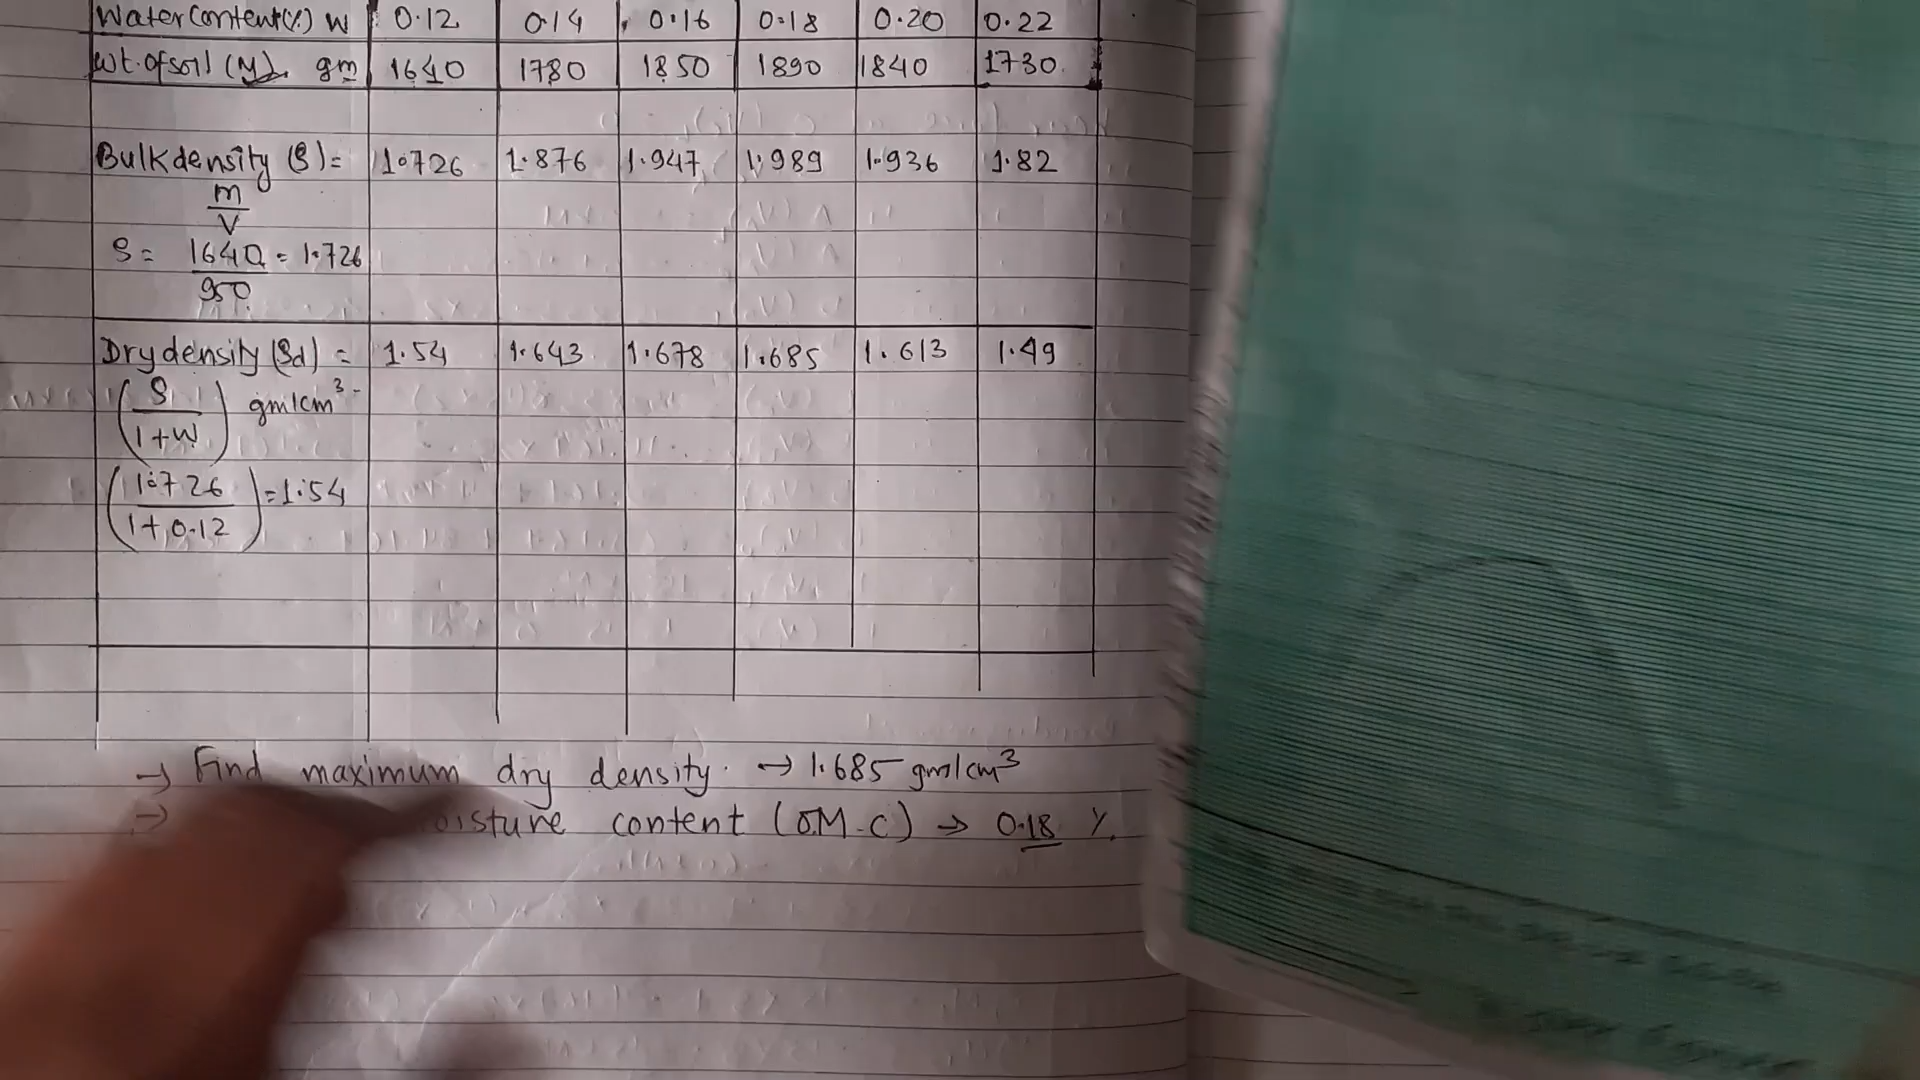 Water Content(%) W 0.12 0.14 0.16 0.18 0.20 0.22
Wt. of soil (M) gm 1640 1780 1850 1890 1840 1730
Bulk density (ρ) = 1.726 1.876 1.947 1.989 1.936 1.82
m
V
ρ = 1640 = 1.726
950
Dry density (ρd) = 1.54 1.643 1.678 1.685 1.613 1.49
(ρ / 1+W) gm/cm³
(1.726 / 1+0.12) = 1.54
→ Find maximum dry density. → 1.685 gm/cm³
→ content (O.M.C) → 0.18 %